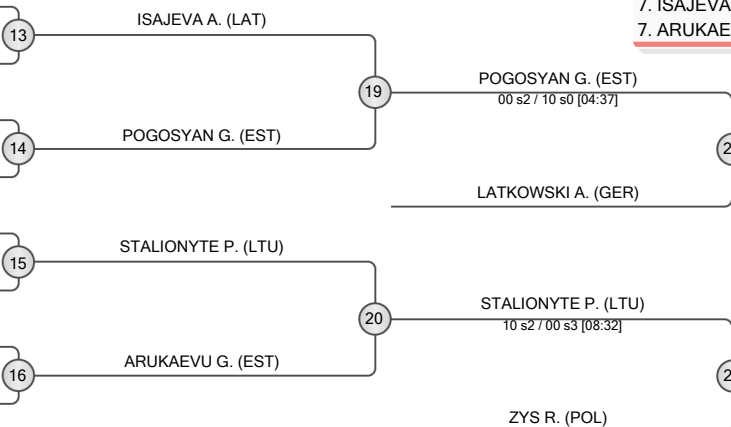 7. ISAJEVA
7. ARUKAE
13
ISAJEVA A. (LAT)
19
POGOSYAN G. (EST)
00 s2 / 10 s0 [04:37]
14
POGOSYAN G. (EST)
2
LATKOWSKI A. (GER)
15
STALIONYTE P. (LTU)
20
STALIONYTE P. (LTU)
10 s2 / 00 s3 [08:32]
16
ARUKAEVU G. (EST)
2
ZYS R. (POL)